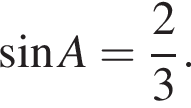 sin A = 2/3.